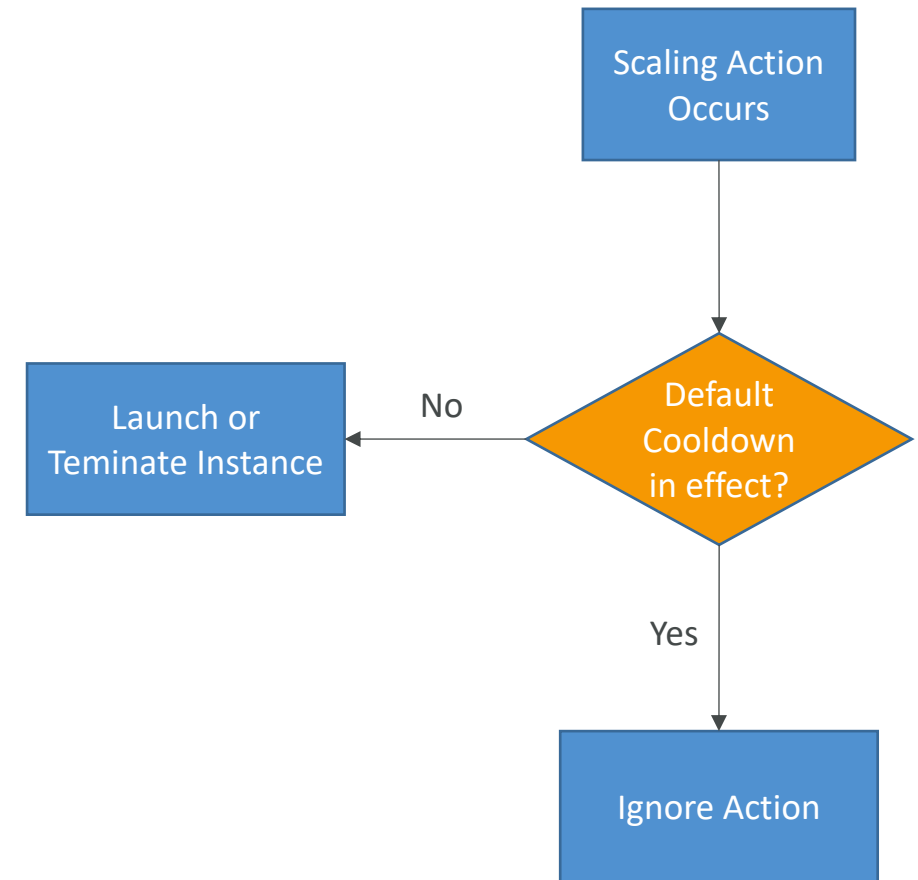 Scaling Action
Occurs
Default
Cooldown
in effect?
No
Launch or
Teminate Instance
Yes
Ignore Action